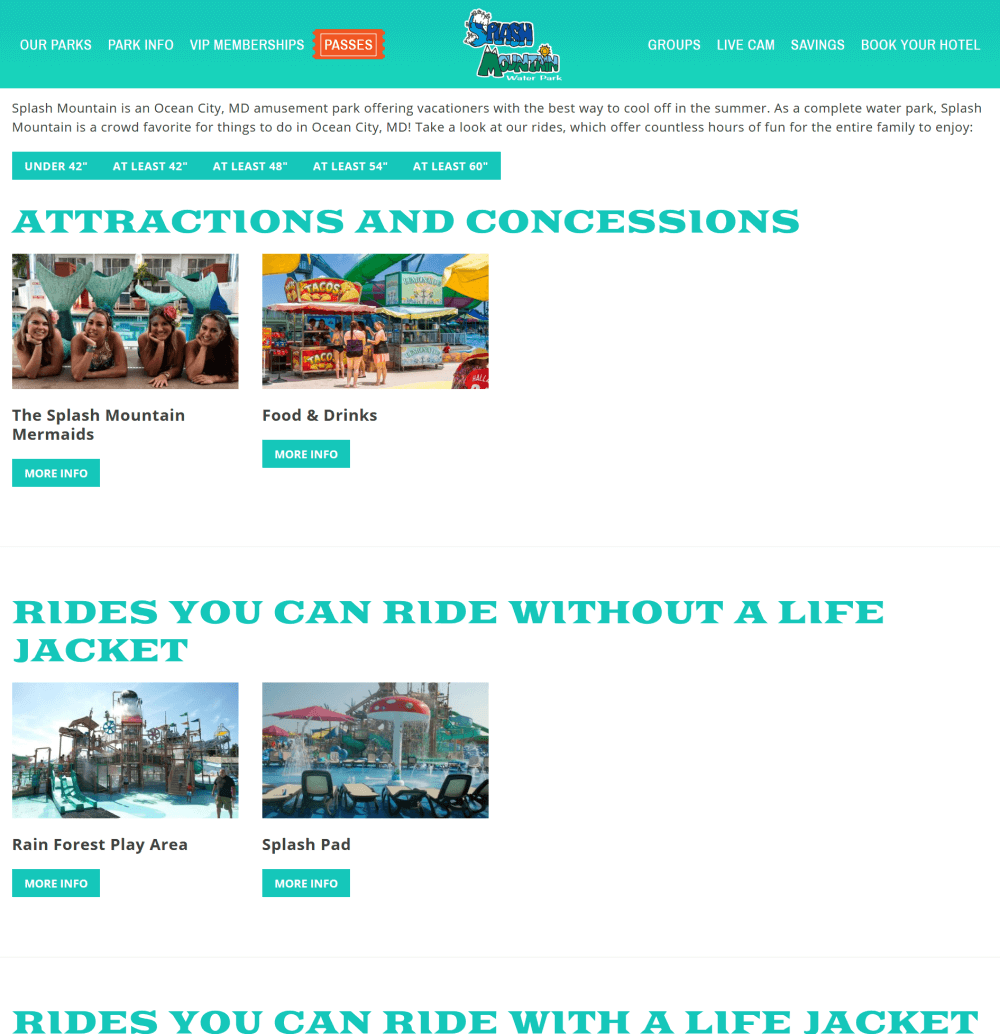 OUR PARKS PARK INFO VIP MEMBERSHIPS PASSES
SPLASH
MOUNTAIN
Water Park
GROUPS LIVE CAM SAVINGS BOOK YOUR HOTEL
Splash Mountain is an Ocean City, MD amusement park offering vacationers with the best way to cool off in the summer. As a complete water park, Splash
Mountain is a crowd favorite for things to do in Ocean City, MD! Take a look at our rides, which offer countless hours of fun for the entire family to enjoy:
UNDER 42" AT LEAST 42" AT LEAST 48" AT LEAST 54" AT LEAST 60"
ATTRACTIONS AND CONCESSIONS
TACOS
TACO
The Splash Mountain
Mermaids
MORE INFO
Food & Drinks
MORE INFO
RIDES YOU CAN RIDE WITHOUT A LIFE
JACKET
Rain Forest Play Area
MORE INFO
Splash Pad
MORE INFO
RIDES YOU CAN RIDE WITH A LIFE JACKET